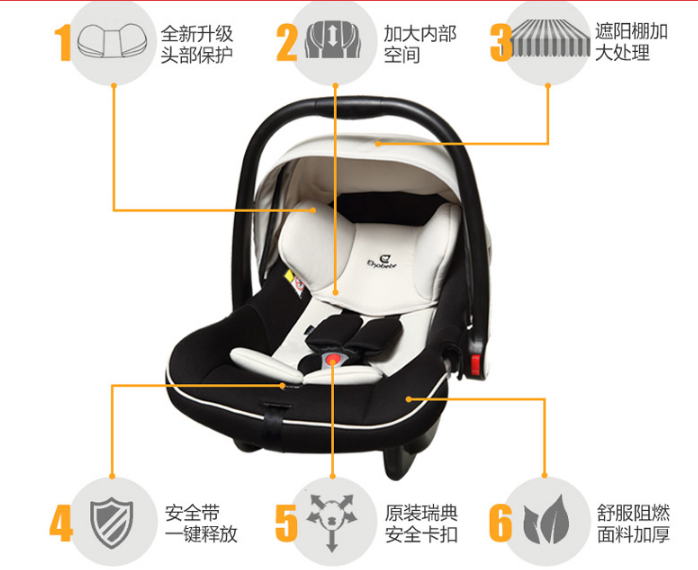 1 全新升级
头部保护
2 加大内部
空间
3 遮阳棚加
大处理
4 安全带
一键释放
5 原装瑞典
安全卡扣
6 舒服阻燃
面料加厚